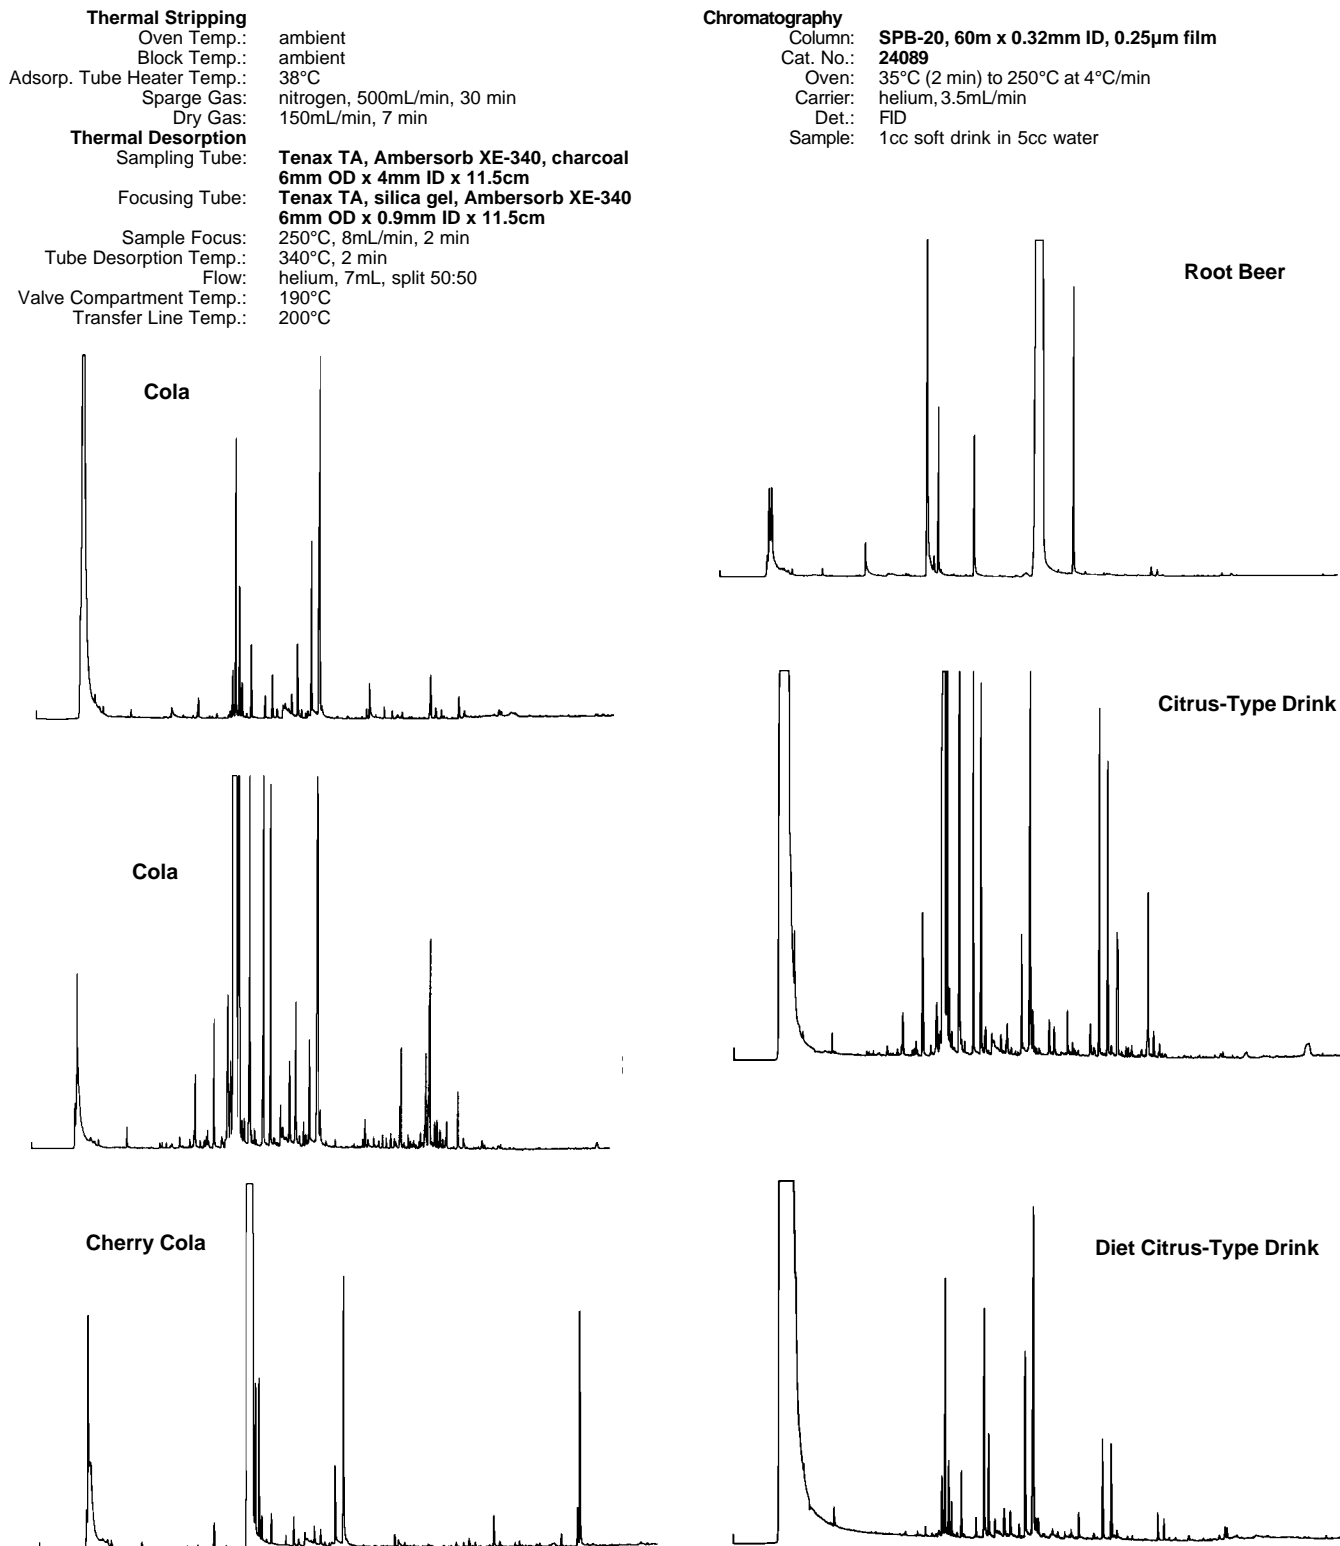 Thermal Stripping
Oven Temp.: ambient
Block Temp.: ambient
Adsorp. Tube Heater Temp.: 38°C
Sparge Gas: nitrogen, 500mL/min, 30 min
Dry Gas: 150mL/min, 7 min
Thermal Desorption
Sampling Tube: Tenax TA, Ambersorb XE-340, charcoal
6mm OD x 4mm ID x 11.5cm
Focusing Tube: Tenax TA, silica gel, Ambersorb XE-340
6mm OD x 0.9mm ID x 11.5cm
Sample Focus: 250°C, 8mL/min, 2 min
Tube Desorption Temp.: 340°C, 2 min
Flow: helium, 7mL, split 50:50
Valve Compartment Temp.: 190°C
Transfer Line Temp.: 200°C
Chromatography
Column: SPB-20, 60m x 0.32mm ID, 0.25µm film
Cat. No.: 24089
Oven: 35°C (2 min) to 250°C at 4°C/min
Carrier: helium, 3.5mL/min
Det.: FID
Sample: 1cc soft drink in 5cc water
Root Beer
Cola
Citrus-Type Drink
Cola
Cherry Cola
Diet Citrus-Type Drink